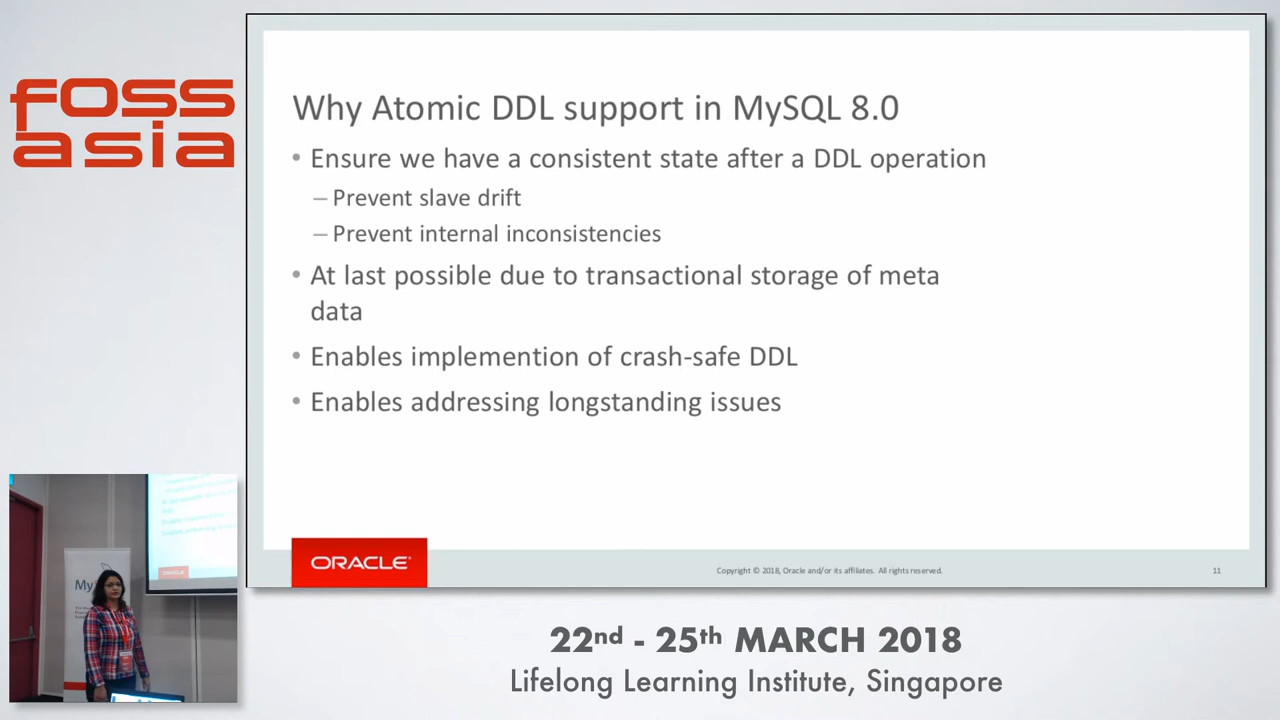 foss
asia
Why Atomic DDL support in MySQL 8.0
• Ensure we have a consistent state after a DDL operation
– Prevent slave drift
– Prevent internal inconsistencies
• At last possible due to transactional storage of meta
data
• Enables implemention of crash-safe DDL
• Enables addressing longstanding issues
ORACLE®
Copyright © 2018, Oracle and/or its affiliates. All rights reserved.
11
My
22nd - 25th MARCH 2018
Lifelong Learning Institute, Singapore